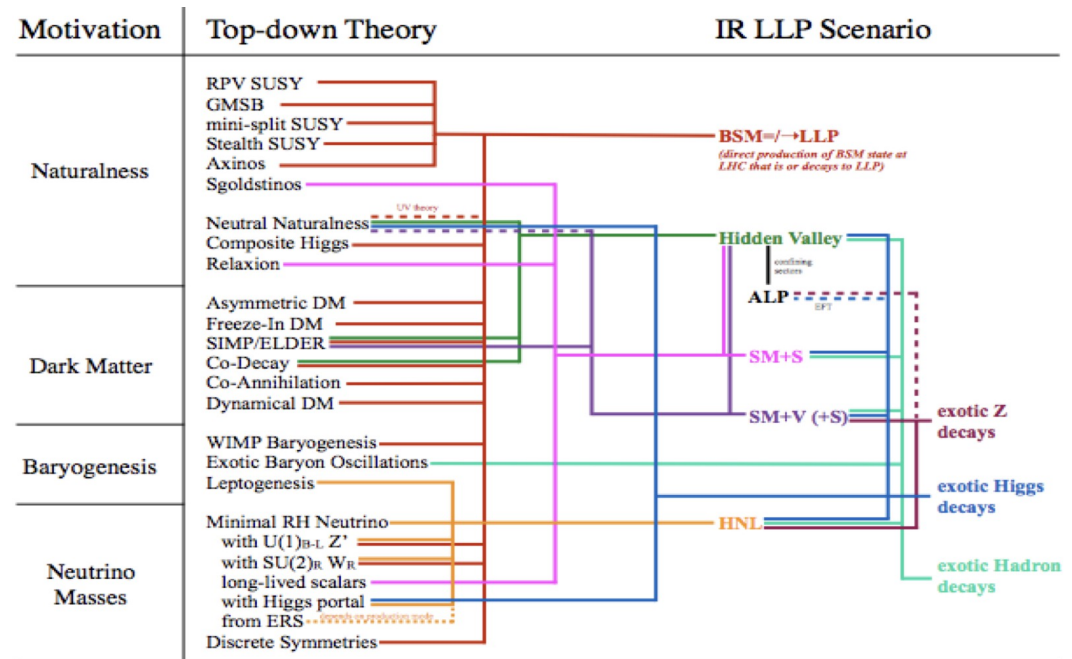 Motivation
Top-down Theory
IR LLP Scenario
Naturalness
RPV SUSY
GMSB
mini-split SUSY
Stealth SUSY
Axinos
Sgoldstinos
UV theory
Neutral Naturalness
Composite Higgs
Relaxion
Dark Matter
Asymmetric DM
Freeze-In DM
SIMP/ELDER
Co-Decay
Co-Annihilation
Dynamical DM
Baryogenesis
WIMP Baryogenesis
Exotic Baryon Oscillations
Leptogenesis
Neutrino
Masses
Minimal RH Neutrino
with U(1)B-L Z'
with SU(2)R WR
long-lived scalars
with Higgs portal
depends on production mode
from ERS
Discrete Symmetries
BSM=/→LLP
(direct production of BSM state at
LHC that is or decays to LLP)
Hidden Valley
confining
sectors
ALP
EFT
SM+S
SM+V (+S)
HNL
exotic Z
decays
exotic Higgs
decays
exotic Hadron
decays